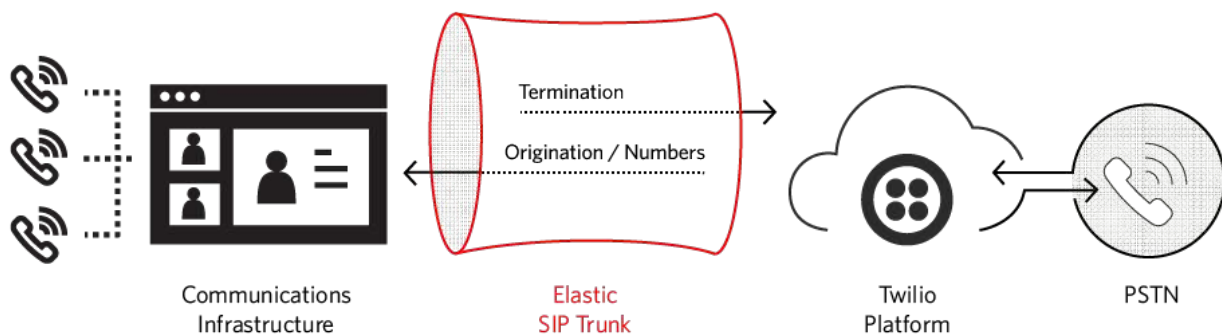 Termination
Origination / Numbers
Communications
Infrastructure
Elastic
SIP Trunk
Twilio
Platform
PSTN